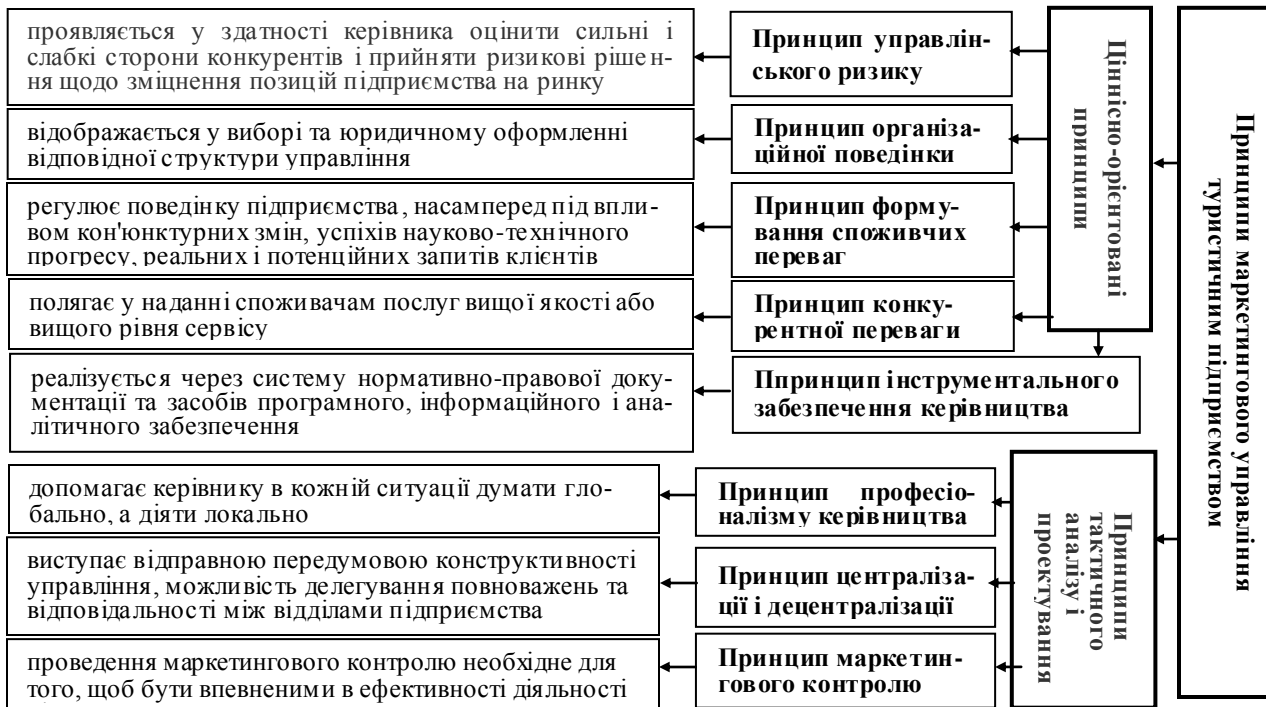 Принципи маркетингового управління
туристичним підприємством
Ціннісно-орієнтовані
принципи
Принцип управлін-
ського ризику
проявляється у здатності керівника оцінити сильні і
слабкі сторони конкурентів і прийняти ризикові рішен-
ня щодо зміцнення позицій підприємства на ринку
Принцип організа-
ційної поведінки
відображається у виборі та юридичному оформленні
відповідної структури управління
Принцип форму-
вання споживчих
переваг
регулює поведінку підприємства, насамперед під впли-
вом кон'юнктурних змін, успіхів науково-технічного
прогресу, реальних і потенційних запитів клієнтів
Принцип конку-
рентної переваги
полягає у наданні споживачам послуг вищої якості або
вищого рівня сервісу
Ппринцип інструментального
забезпечення керівництва
реалізується через систему нормативно-правової доку-
ментації та засобів програмного, інформаційного і ана-
літичного забезпечення
Принципи
тактичного
аналізу і
проектування
Принцип професіо-
налізму керівництва
допомагає керівнику в кожній ситуації думати гло-
бально, а діяти локально
Принцип централіза-
ції і децентралізації
виступає відправною передумовою конструктивності
управління, можливість делегування повноважень та
відповідальності між відділами підприємства
Принцип маркетин-
гового контролю
проведення маркетингового контролю необхідне для
того, щоб бути впевненими в ефективності діяльності